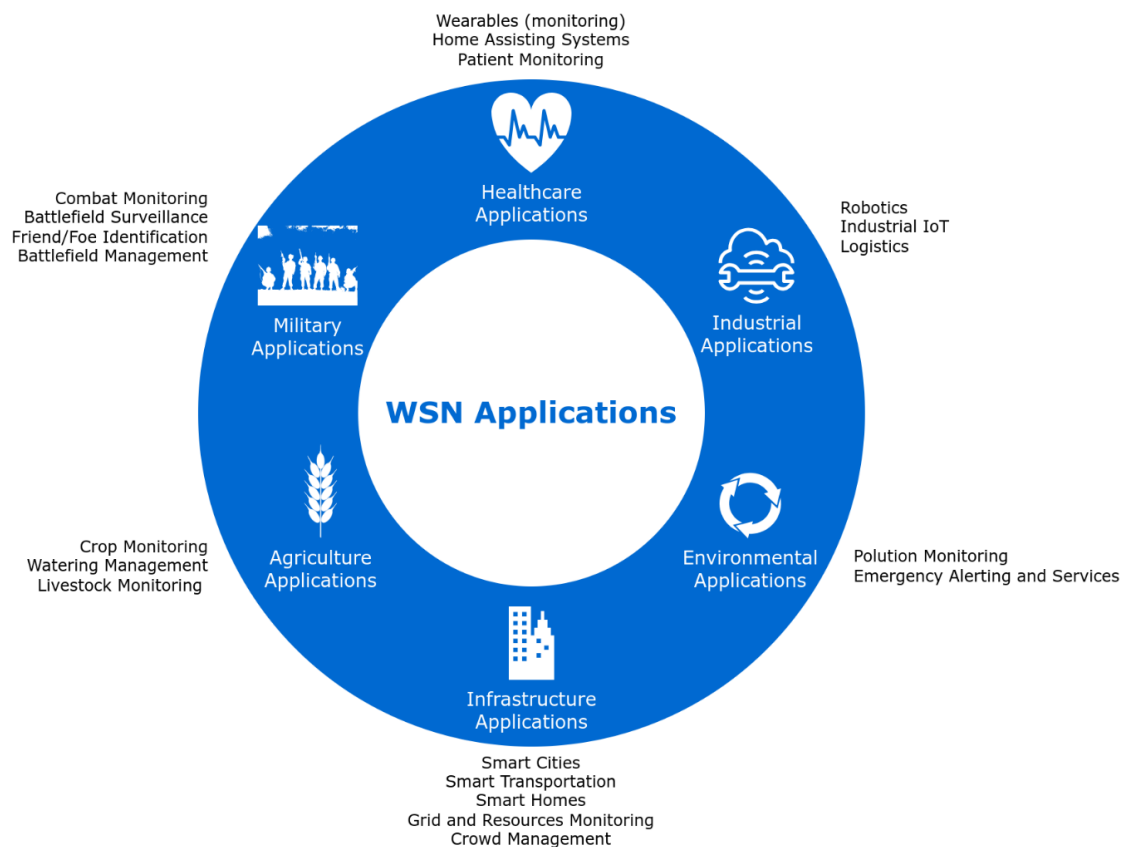 Wearables (monitoring)
Home Assisting Systems
Patient Monitoring
Healthcare
Applications
Combat Monitoring
Battlefield Surveillance
Friend/Foe Identification
Battlefield Management
Military
Applications
Robotics
Industrial IoT
Logistics
Industrial
Applications
WSN Applications
Crop Monitoring
Watering Management
Livestock Monitoring
Agriculture
Applications
Environmental
Applications
Polution Monitoring
Emergency Alerting and Services
Infrastructure
Applications
Smart Cities
Smart Transportation
Smart Homes
Grid and Resources Monitoring
Crowd Management